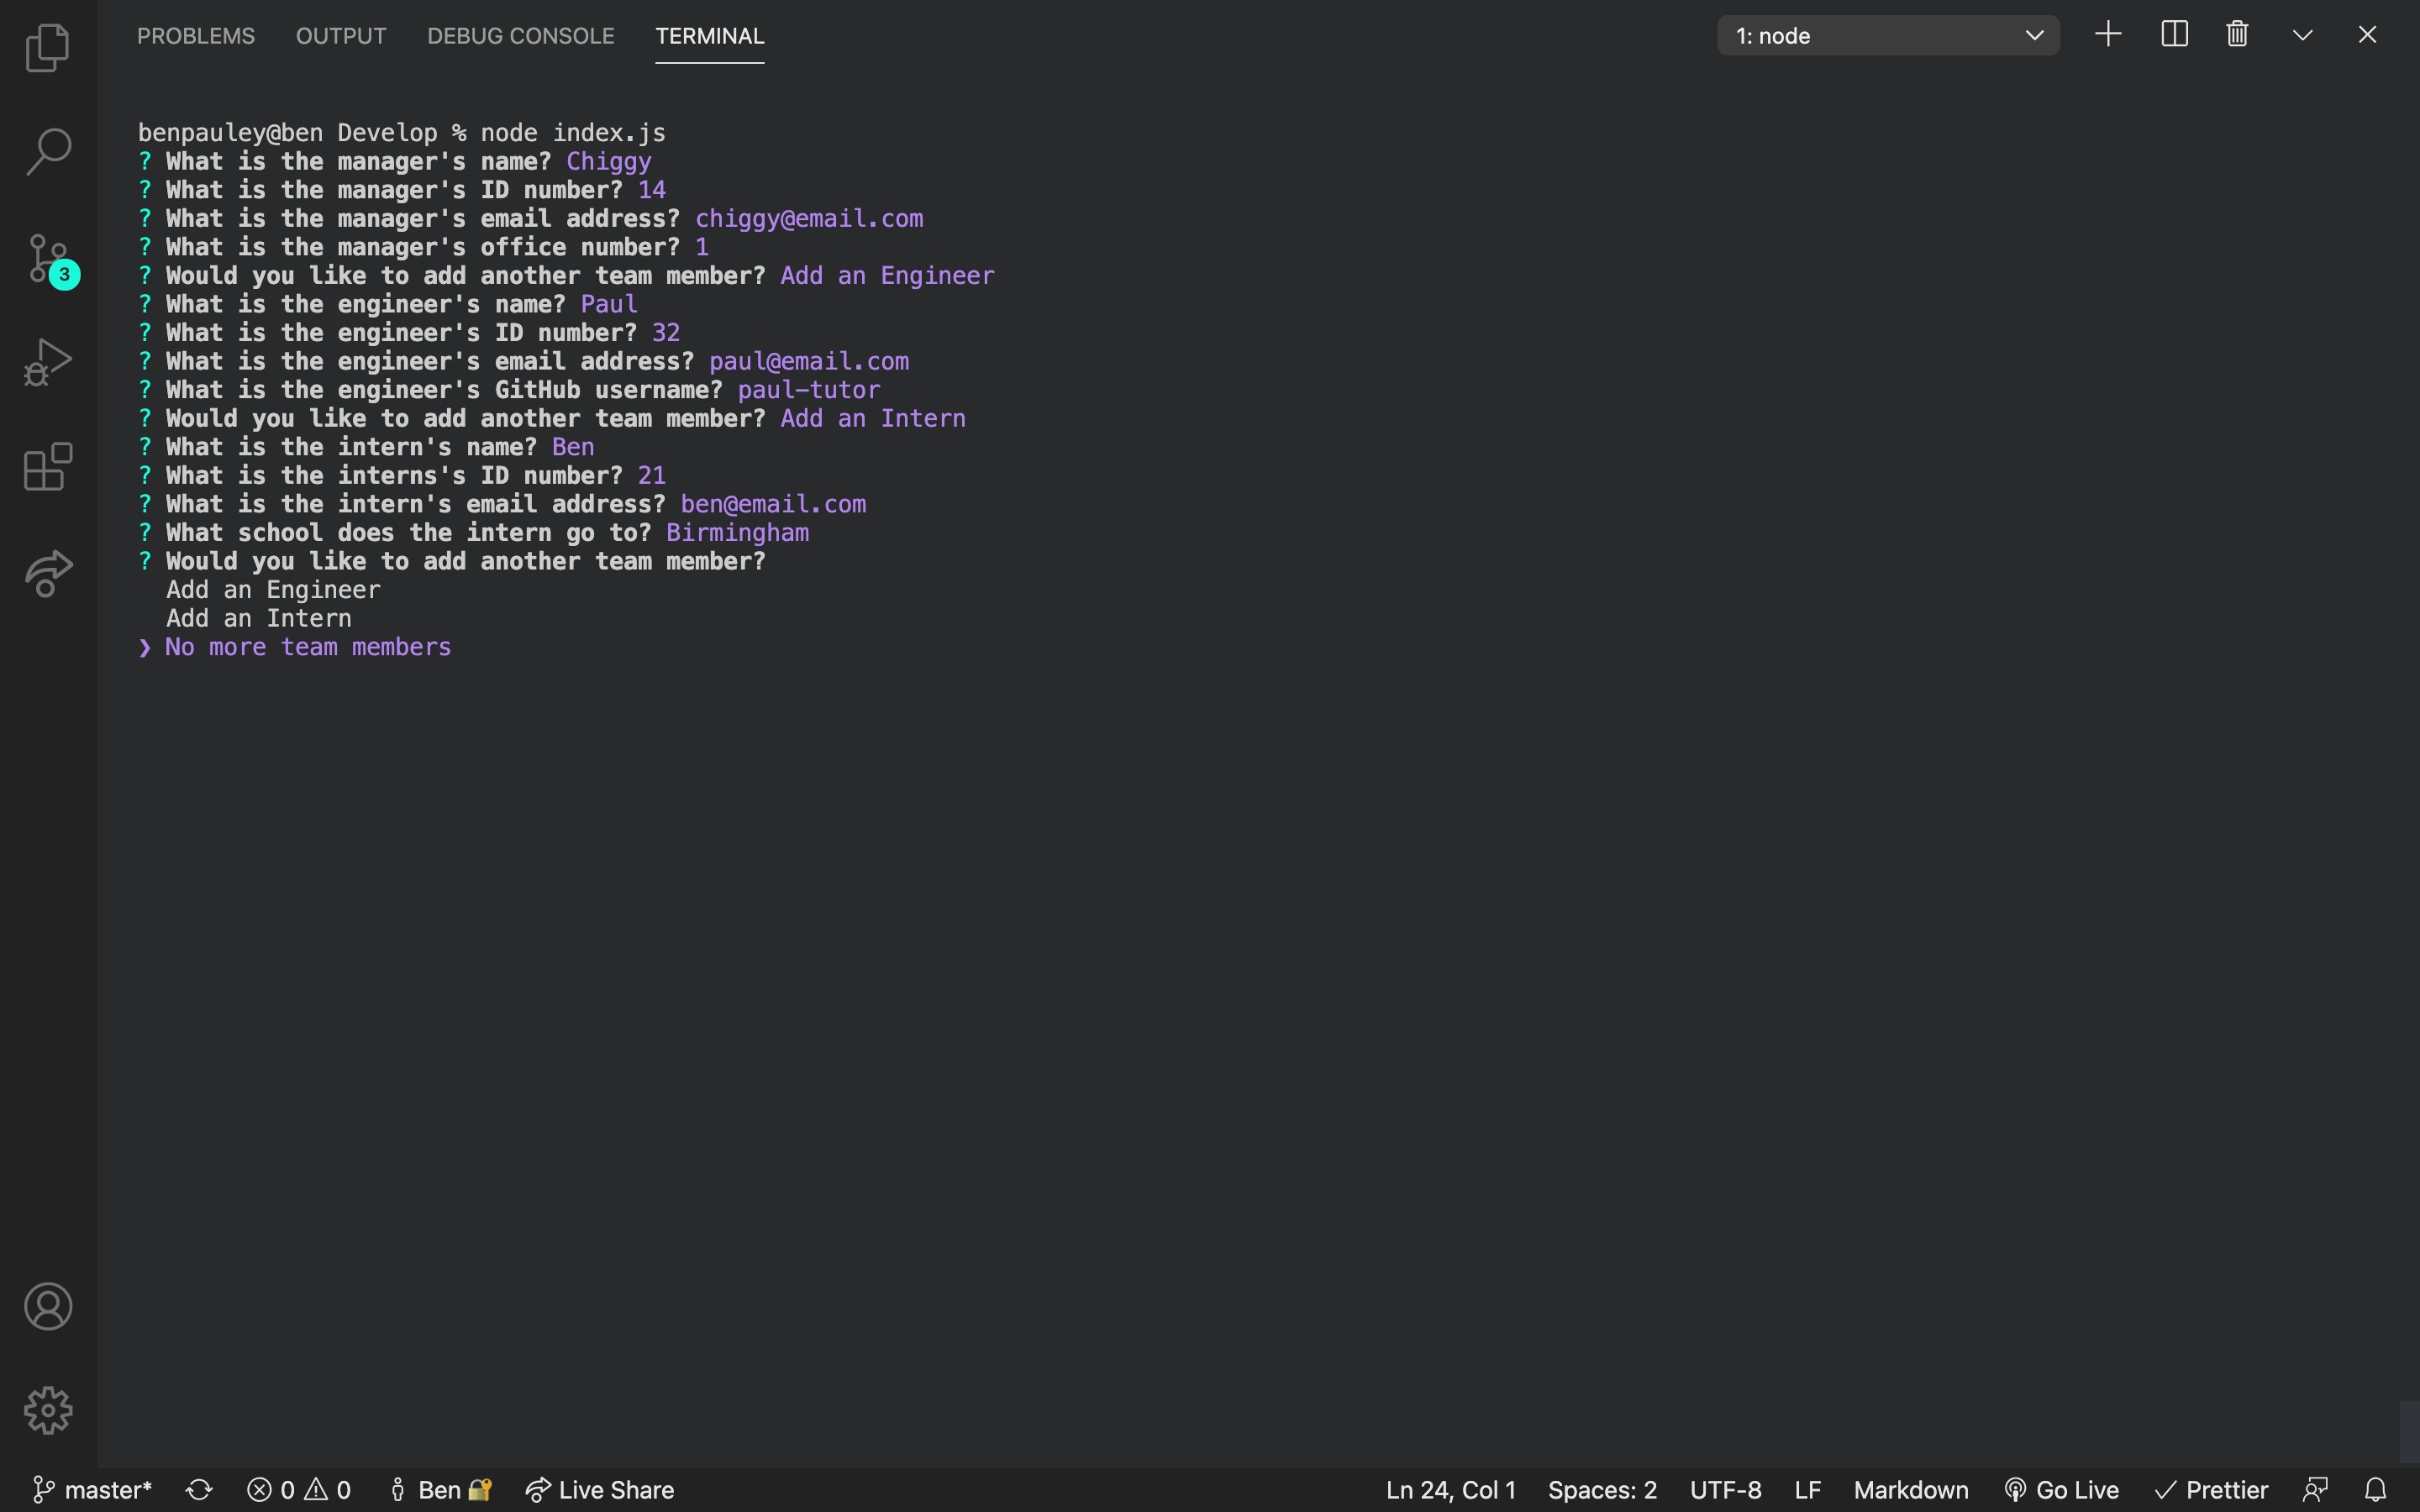 PROBLEMS OUTPUT DEBUG CONSOLE TERMINAL 1: node
benpauley@ben Develop % node index.js
? What is the manager's name? Chiggy
? What is the manager's ID number? 14
? What is the manager's email address? chiggy@email.com
? What is the manager's office number? 1
? Would you like to add another team member? Add an Engineer
? What is the engineer's name? Paul
? What is the engineer's ID number? 32
? What is the engineer's email address? paul@email.com
? What is the engineer's GitHub username? paul-tutor
? Would you like to add another team member? Add an Intern
? What is the intern's name? Ben
? What is the interns's ID number? 21
? What is the intern's email address? ben@email.com
? What school does the intern go to? Birmingham
? Would you like to add another team member?
Add an Engineer
Add an Intern
❯ No more team members
3
master* 0 0 Ben Live Share Ln 24, Col 1 Spaces: 2 UTF-8 LF Markdown Go Live Prettier